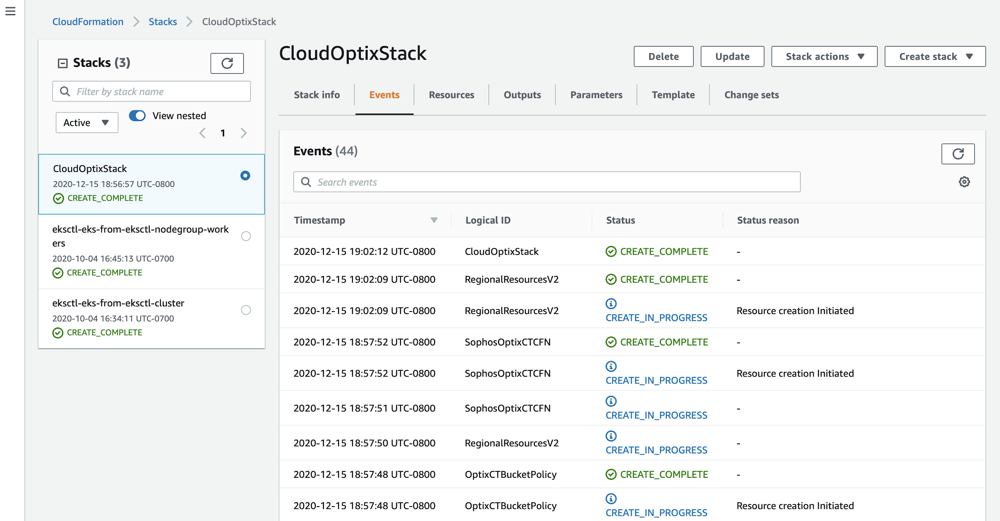 CloudFormation > Stacks > CloudOptixStack
Stacks (3)
Filter by stack name
Active
View nested
1
CloudOptixStack
2020-12-15 18:56:57 UTC-0800
CREATE_COMPLETE
eksctl-eks-from-eksctl-nodegroup-work
ers
2020-10-04 16:45:13 UTC-0700
CREATE_COMPLETE
eksctl-eks-from-eksctl-cluster
2020-10-04 16:34:11 UTC-0700
CREATE_COMPLETE
CloudOptixStack
Delete Update Stack actions Create stack
Stack info Events Resources Outputs Parameters Template Change sets
Events (44)
Search events
Timestamp Logical ID Status Status reason
2020-12-15 19:02:12 UTC-0800 CloudOptixStack CREATE_COMPLETE -
2020-12-15 19:02:09 UTC-0800 RegionalResourcesV2 CREATE_COMPLETE -
2020-12-15 19:02:09 UTC-0800 RegionalResourcesV2 CREATE_IN_PROGRESS Resource creation Initiated
2020-12-15 18:57:52 UTC-0800 SophosOptixCTCFN CREATE_COMPLETE -
2020-12-15 18:57:52 UTC-0800 SophosOptixCTCFN CREATE_IN_PROGRESS Resource creation Initiated
2020-12-15 18:57:51 UTC-0800 SophosOptixCTCFN CREATE_IN_PROGRESS -
2020-12-15 18:57:50 UTC-0800 RegionalResourcesV2 CREATE_IN_PROGRESS -
2020-12-15 18:57:48 UTC-0800 OptixCTBucketPolicy CREATE_COMPLETE -
2020-12-15 18:57:48 UTC-0800 OptixCTBucketPolicy CREATE_IN_PROGRESS Resource creation Initiated